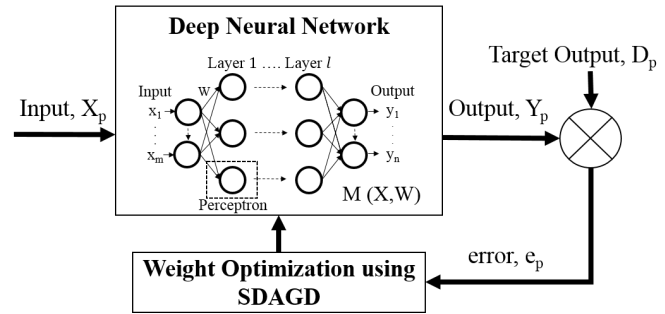 Deep Neural Network
Layer 1 .... Layer l
Input
W
Output
x1
y1
xm
yn
Perceptron
M (X,W)
Input, Xp
Output, Yp
Target Output, Dp
error, ep
Weight Optimization using
SDAGD